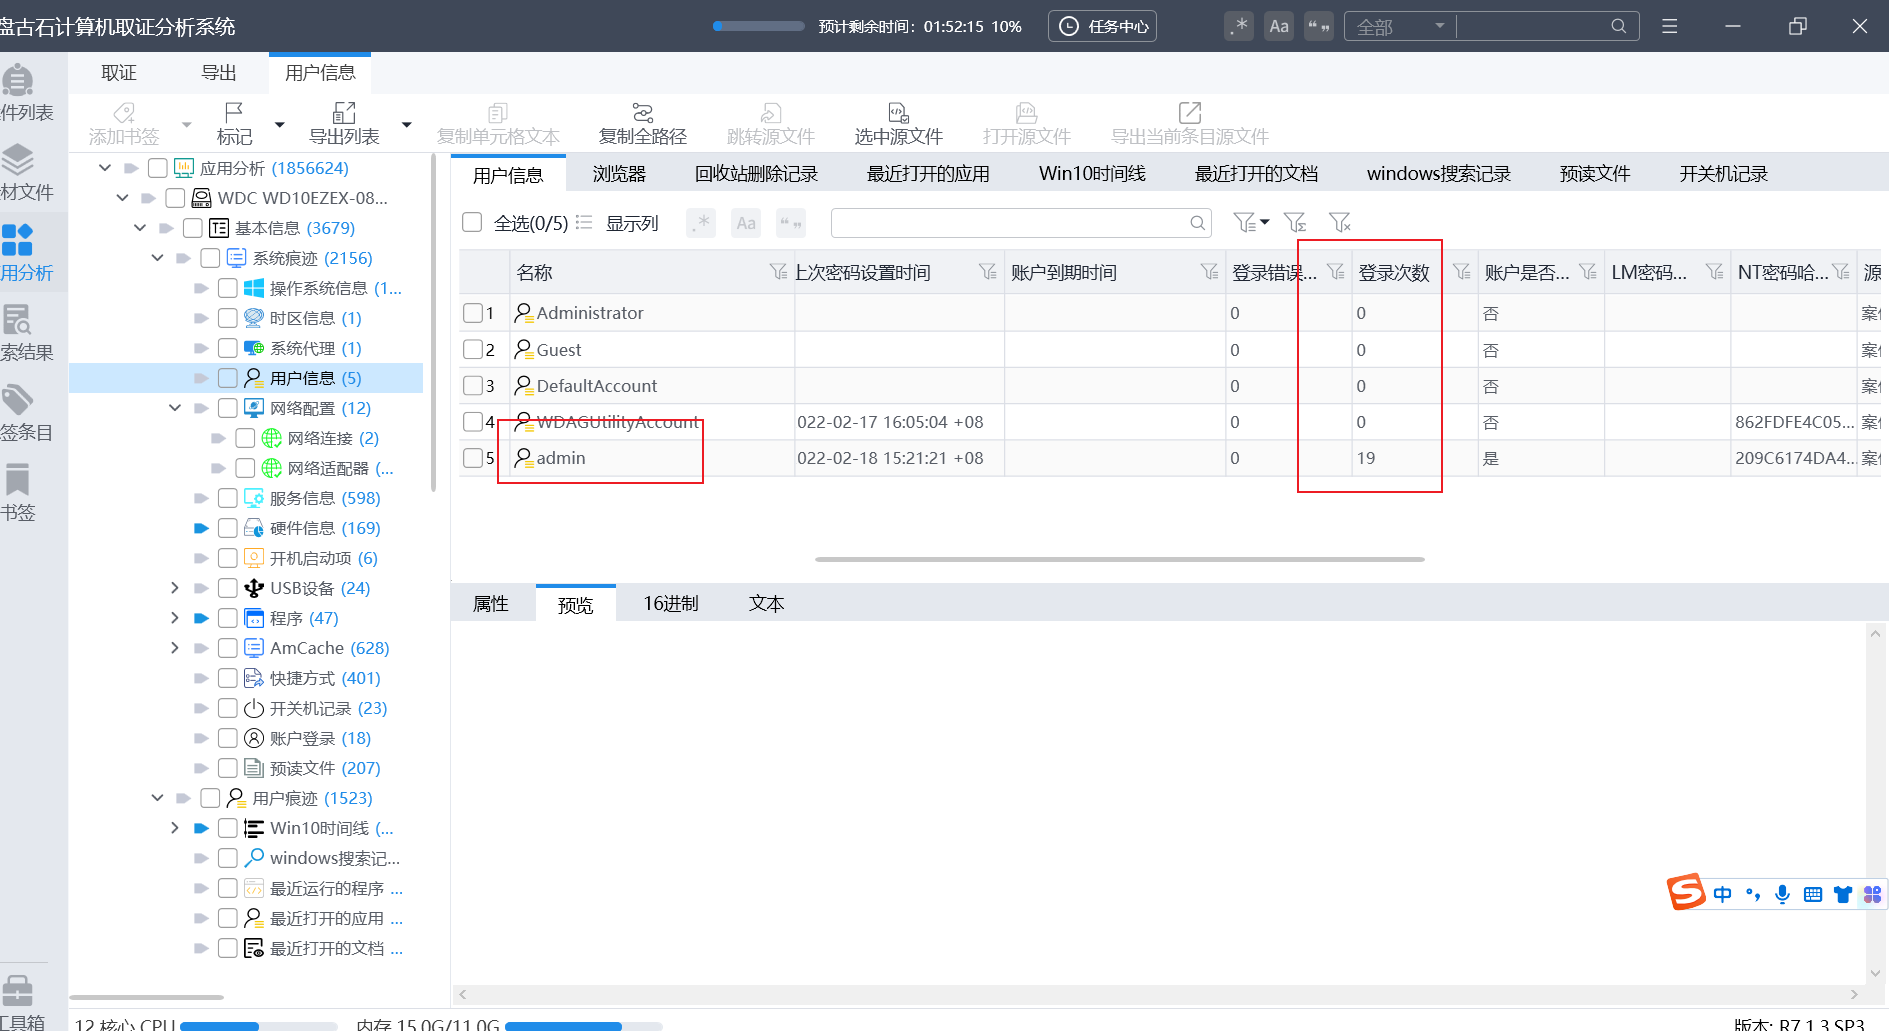 盘古石计算机取证分析系统
预计剩余时间：01:52:15 10%
任务中心
.* Aa “ ” 全部
取证 导出 用户信息
添加书签 标记 导出列表 复制单元格文本 复制全路径 跳转源文件 选中源文件 打开源文件 导出当前条目源文件
件列表
材文件
用分析
索结果
签条目
书签
工具箱
应用分析 (1856624)
WDC WD10EZEX-08...
基本信息 (3679)
系统痕迹 (2156)
操作系统信息 (1...
时区信息 (1)
系统代理 (1)
用户信息 (5)
网络配置 (12)
网络连接 (2)
网络适配器 (...
服务信息 (598)
硬件信息 (169)
开机启动项 (6)
USB设备 (24)
程序 (47)
AmCache (628)
快捷方式 (401)
开关机记录 (23)
账户登录 (18)
预读文件 (207)
用户痕迹 (1523)
Win10时间线 (...
windows搜索记...
最近运行的程序 ...
最近打开的应用 ...
最近打开的文档 ...
用户信息 浏览器 回收站删除记录 最近打开的应用 Win10时间线 最近打开的文档 windows搜索记录 预读文件 开关机记录
全选(0/5) 显示列 .* Aa “ ”
名称 上次密码设置时间 账户到期时间 登录错误... 登录次数 账户是否... LM密码... NT密码哈... 源
1 Administrator 0 0 否 案件
2 Guest 0 0 否 案件
3 DefaultAccount 0 0 否 案件
4 WDAGUtilityAccount 022-02-17 16:05:04 +08 0 0 否 862FDFE4C05... 案件
5 admin 022-02-18 15:21:21 +08 0 19 是 209C6174DA4... 案件
属性 预览 16进制 文本
中
12 核心 CPU 内存 15.0G/11.0G
版本: R7.1.3 SP3